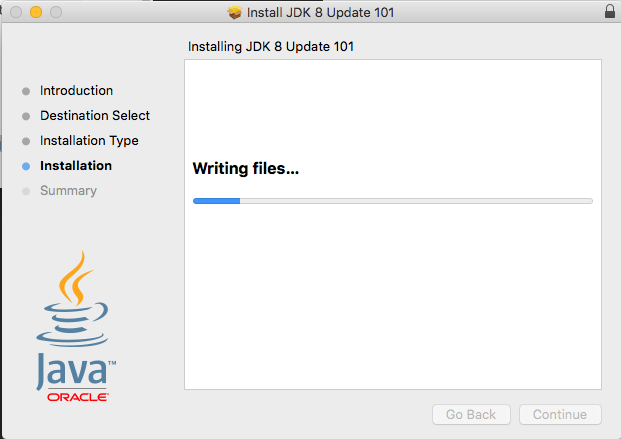 Install JDK 8 Update 101
Installing JDK 8 Update 101
Introduction
Destination Select
Installation Type
Installation
Summary
Writing files...
Java™
ORACLE®
Go Back
Continue